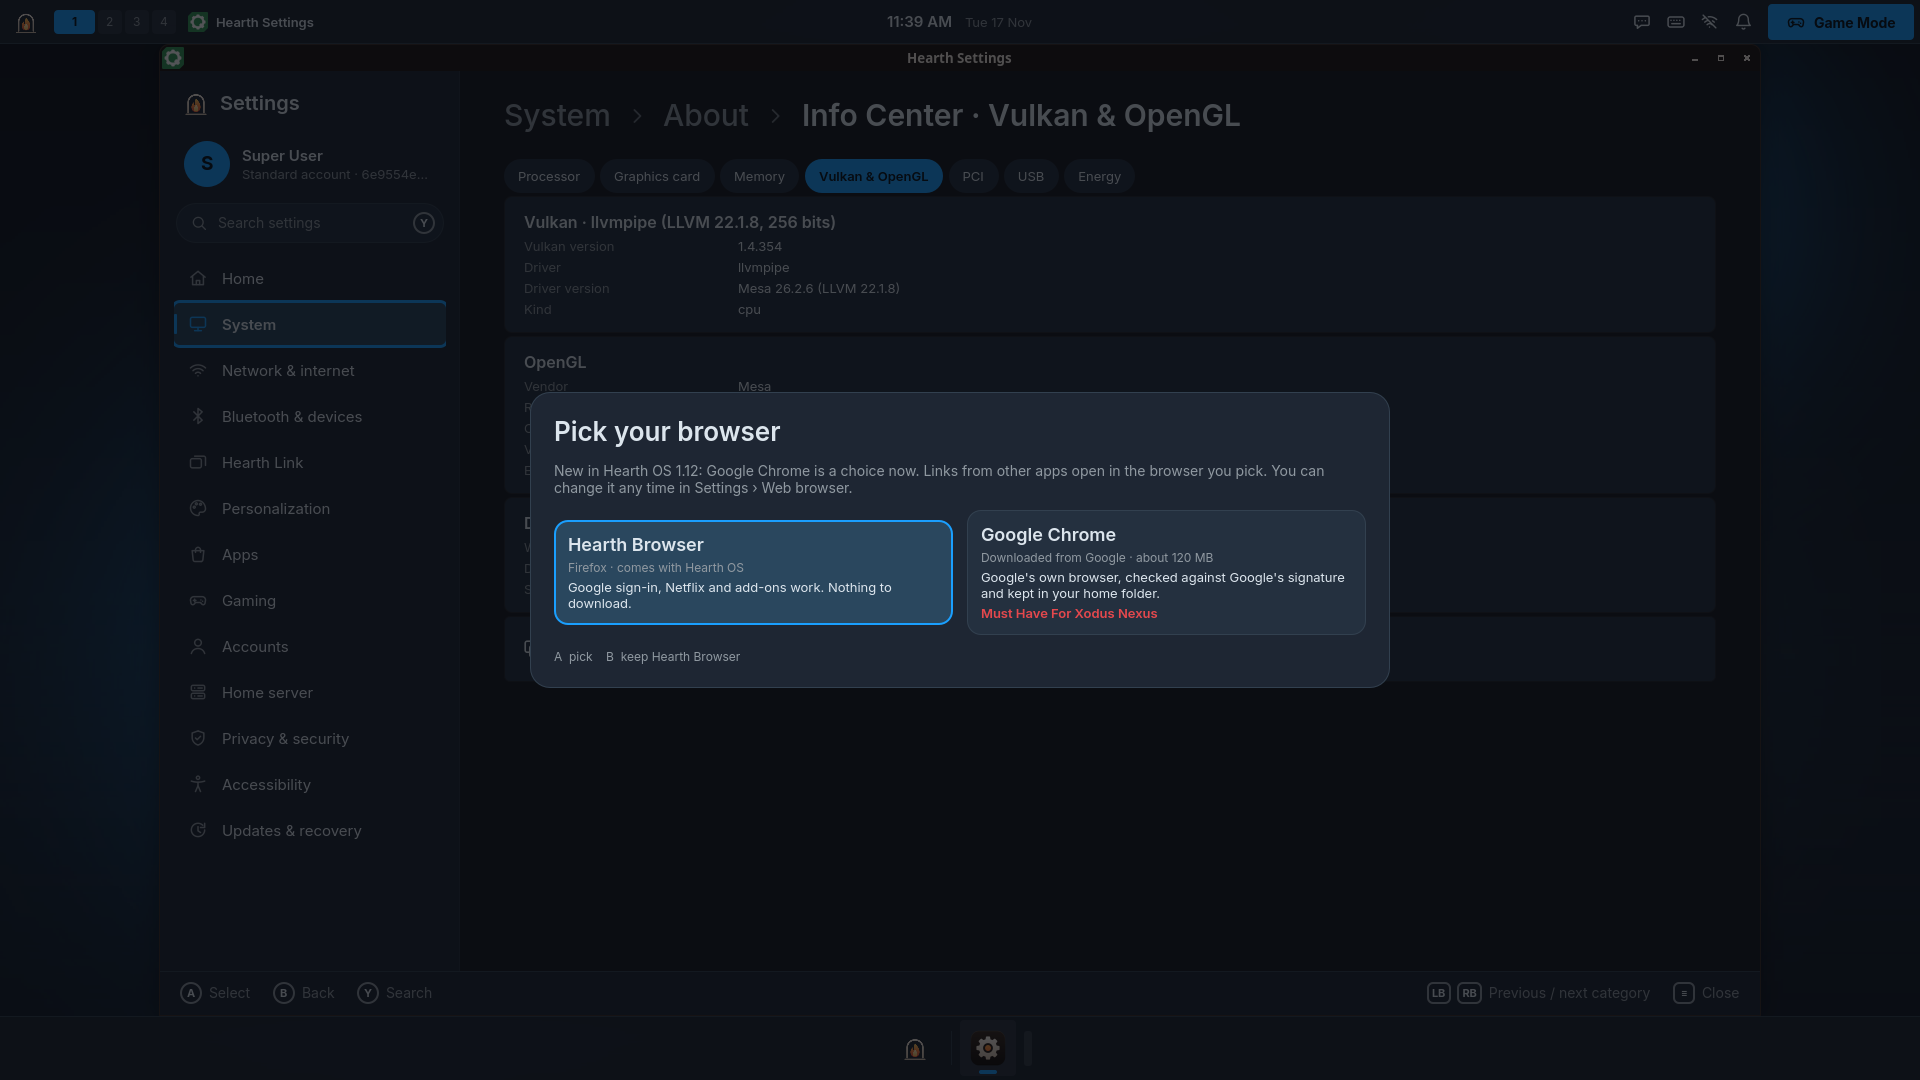 1 2 3 4 Hearth Settings
11:39 AM Tue 17 Nov
Game Mode
Hearth Settings
Settings
S
Super User
Standard account · 6e9554e...
Search settings Y
Home
System
Network & internet
Bluetooth & devices
Hearth Link
Personalization
Apps
Gaming
Accounts
Home server
Privacy & security
Accessibility
Updates & recovery
System › About › Info Center · Vulkan & OpenGL
Processor Graphics card Memory Vulkan & OpenGL PCI USB Energy
Vulkan · llvmpipe (LLVM 22.1.8, 256 bits)
Vulkan version 1.4.354
Driver llvmpipe
Driver version Mesa 26.2.6 (LLVM 22.1.8)
Kind cpu
OpenGL
Vendor Mesa
Pick your browser
New in Hearth OS 1.12: Google Chrome is a choice now. Links from other apps open in the browser you pick. You can
change it any time in Settings › Web browser.
Hearth Browser
Firefox · comes with Hearth OS
Google sign-in, Netflix and add-ons work. Nothing to
download.
Google Chrome
Downloaded from Google · about 120 MB
Google's own browser, checked against Google's signature
and kept in your home folder.
Must Have For Xodus Nexus
A pick B keep Hearth Browser
A Select B Back Y Search
LB RB Previous / next category ≡ Close